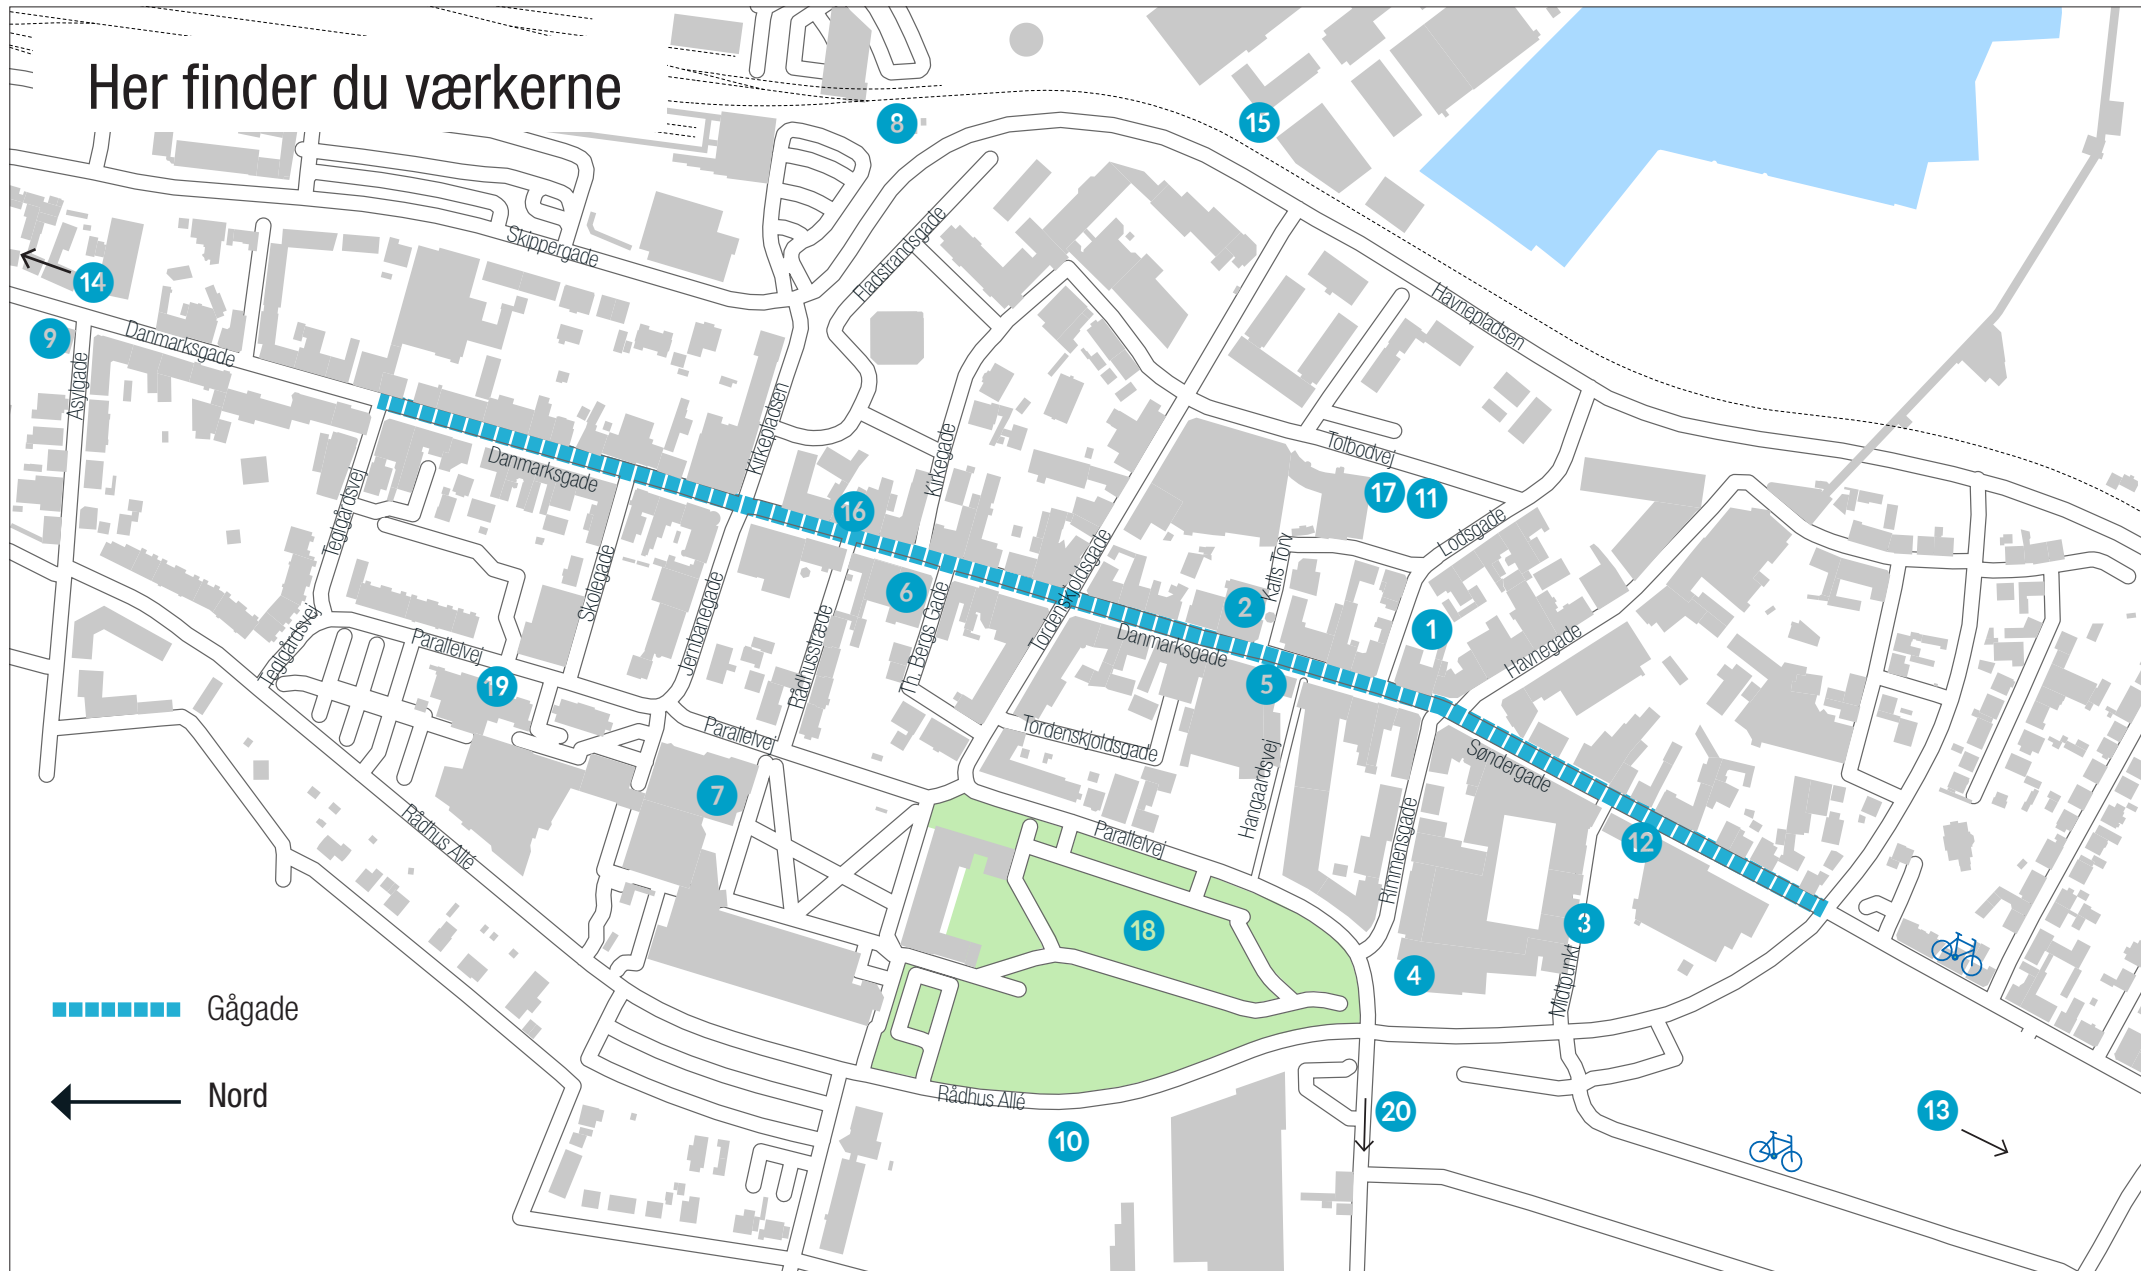 Her finder du værkerne
8
15
Skippergade
Hadstrandsgade
14
Havnepladsen
9
Danmarksgade
Asylgade
Kirkepladsen
Kirkegade
Tolbodvej
Danmarksgade
17
11
Teglgårdsvej
16
Lodsgade
Tordenskjoldsgade
Kalls Torv
Skolegade
Jernbanegade
6
Th. Bergs Gade
2
1
Rådhusstræde
Teglgårdsvej
Parallelvej
Danmarksgade
Havnegade
19
5
Parallelvej
Tordenskjoldsgade
Søndergade
Hangaardsvej
7
Rådhus Allé
Parallelvej
Rimmensgade
12
18
3
4
Midtpunkt
Gågade
Nord
Rådhus Allé
20
13
10